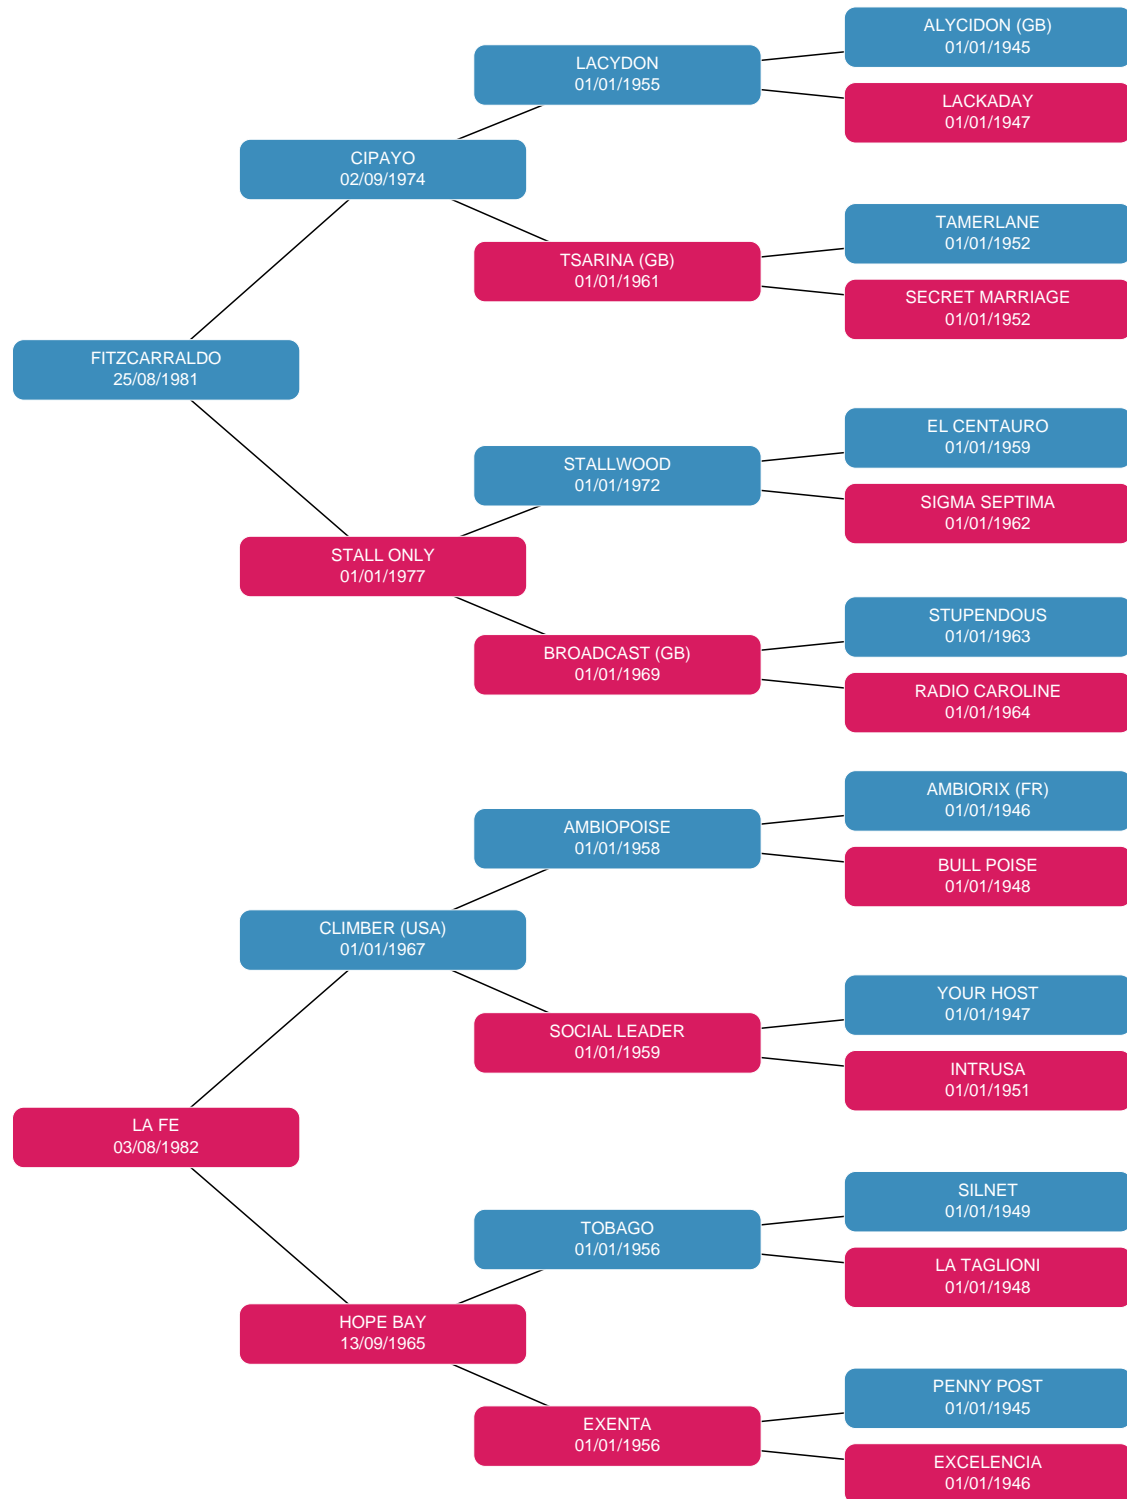 ALYCIDON (GB)
01/01/1945
LACYDON
01/01/1955
LACKADAY
01/01/1947
CIPAYO
02/09/1974
TAMERLANE
01/01/1952
TSARINA (GB)
01/01/1961
SECRET MARRIAGE
01/01/1952
FITZCARRALDO
25/08/1981
EL CENTAURO
01/01/1959
STALLWOOD
01/01/1972
SIGMA SEPTIMA
01/01/1962
STALL ONLY
01/01/1977
STUPENDOUS
01/01/1963
BROADCAST (GB)
01/01/1969
RADIO CAROLINE
01/01/1964
AMBIORIX (FR)
01/01/1946
AMBIOPOISE
01/01/1958
BULL POISE
01/01/1948
CLIMBER (USA)
01/01/1967
YOUR HOST
01/01/1947
SOCIAL LEADER
01/01/1959
INTRUSA
01/01/1951
LA FE
03/08/1982
SILNET
01/01/1949
TOBAGO
01/01/1956
LA TAGLIONI
01/01/1948
HOPE BAY
13/09/1965
PENNY POST
01/01/1945
EXENTA
01/01/1956
EXCELENCIA
01/01/1946